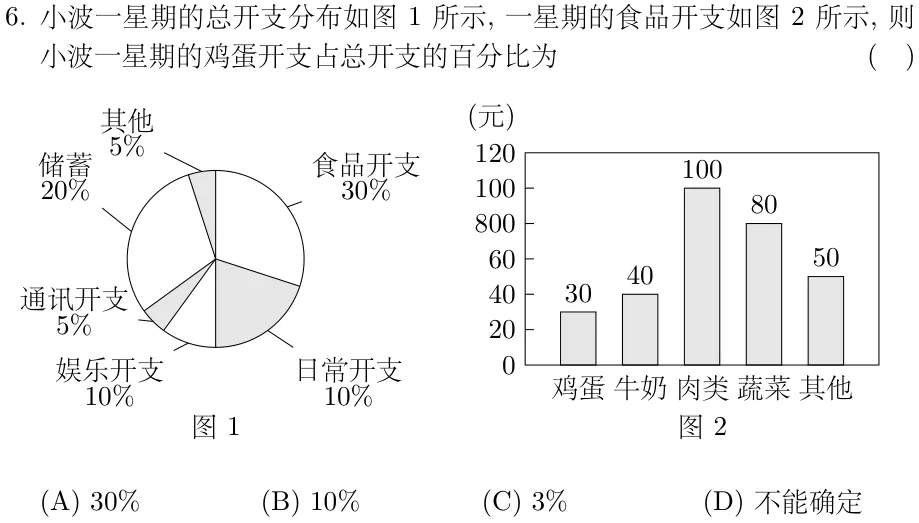 6. 小波一星期的总开支分布如图 1 所示, 一星期的食品开支如图 2 所示, 则
小波一星期的鸡蛋开支占总开支的百分比为 ( )
其他
5%
储蓄
20%
食品开支
30%
通讯开支
5%
娱乐开支
10%
日常开支
10%
图 1
(元)
120
100
800
60
40
20
0
30
40
100
80
50
鸡蛋 牛奶 肉类 蔬菜 其他
图 2
(A) 30% (B) 10% (C) 3% (D) 不能确定